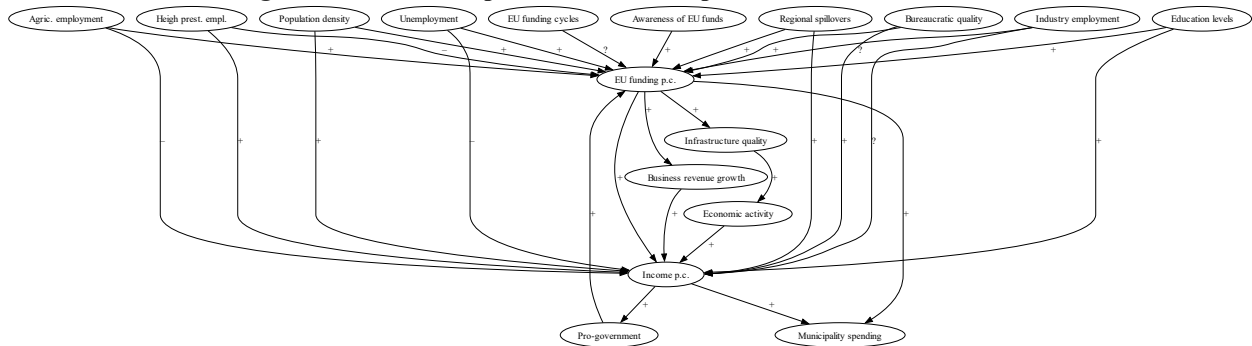 Agric. employment
Heigh prest. empl.
Population density
Unemployment
EU funding cycles
Awareness of EU funds
Regional spillovers
Bureaucratic quality
Industry employment
Education levels
+
–
+
+
?
+
+
+
?
+
EU funding p.c.
+
+
Infrastructure quality
–
+
+
–
+
+
?
+
Business revenue growth
+
+
Economic activity
+
+
+
+
Income p.c.
+
+
Pro-government
Municipality spending